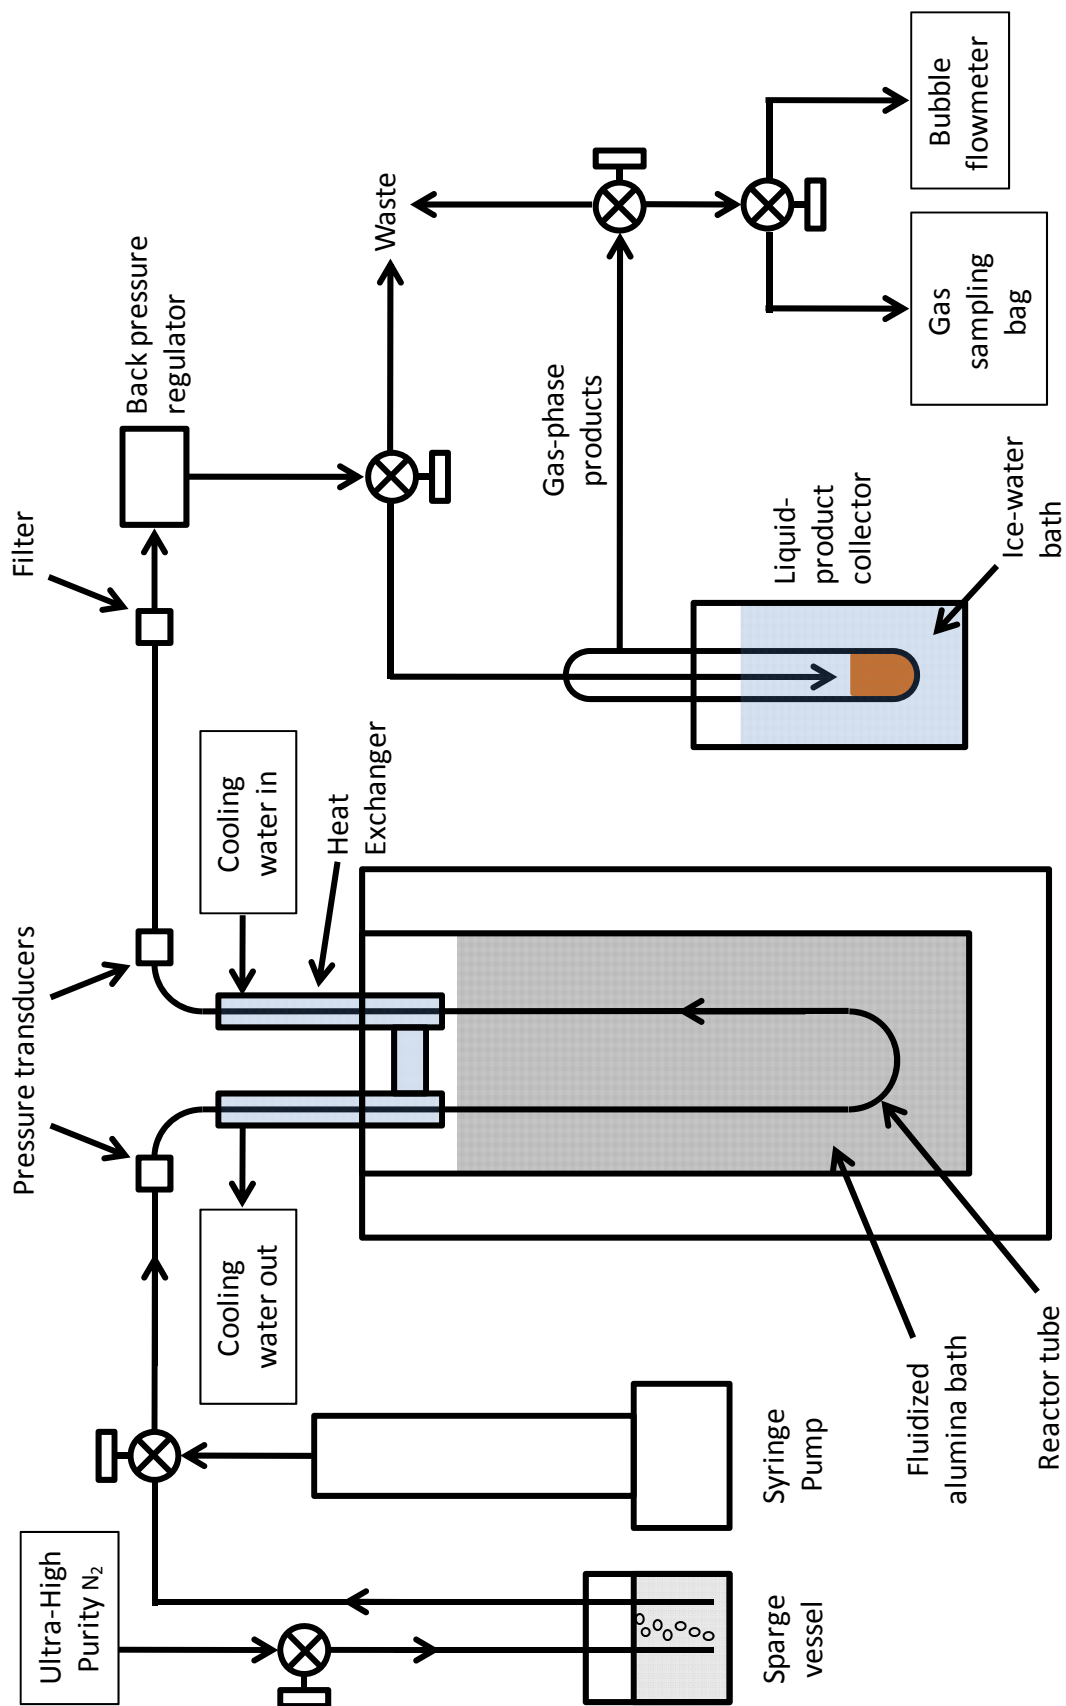 Ultra-High
Purity N₂
Sparge
vessel
Syringe
Pump
Pressure transducers
Cooling
water out
Cooling
water in
Heat
Exchanger
Fluidized
alumina bath
Reactor tube
Filter
Back pressure
regulator
Waste
Gas-phase
products
Liquid-
product
collector
Ice-water
bath
Gas
sampling
bag
Bubble
flowmeter